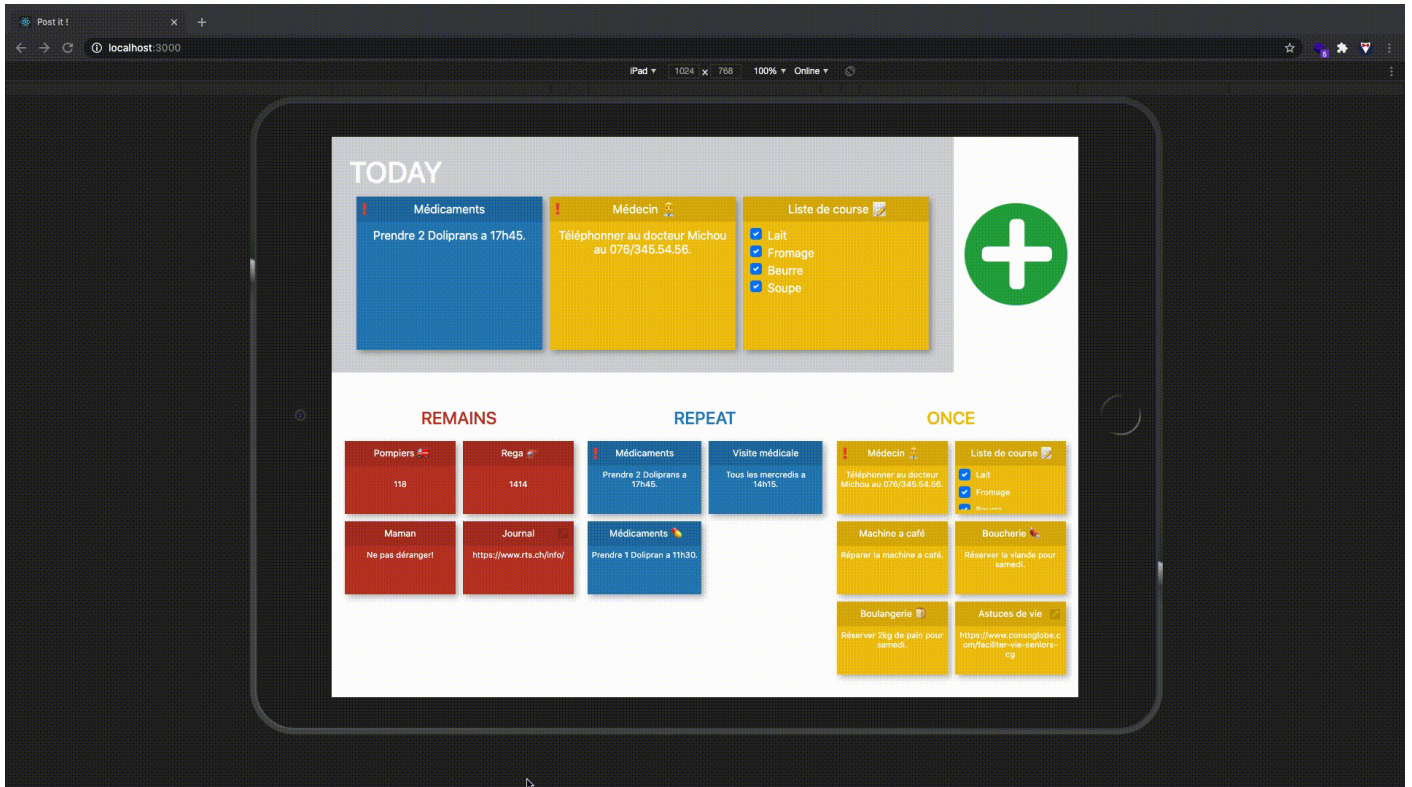 Post it !
localhost:3000
6
iPad 1024 x 768 100% Online
TODAY
Médicaments
Prendre 2 Doliprans a 17h45.
Médecin
Téléphonner au docteur Michou
au 076/345.54.56.
Liste de course
Lait
Fromage
Beurre
Soupe
REMAINS
Pompiers
118
Rega
1414
Maman
Ne pas déranger!
Journal
https://www.rts.ch/info/
REPEAT
Médicaments
Prendre 2 Doliprans a
17h45.
Visite médicale
Tous les mercredis a
14h15.
Médicaments
Prendre 1 Dolipran a 11h30.
ONCE
Médecin
Téléphonner au docteur
Michou au 076/345.54.56.
Liste de course
Lait
Fromage
Beurre
Machine a café
Réparer la machine a café.
Boucherie
Réserver la viande pour
samedi.
Boulangerie
Réserver 2kg de pain pour
samedi.
Astuces de vie
https://www.consoglobe.c
om/faciliter-vie-seniors-
cg